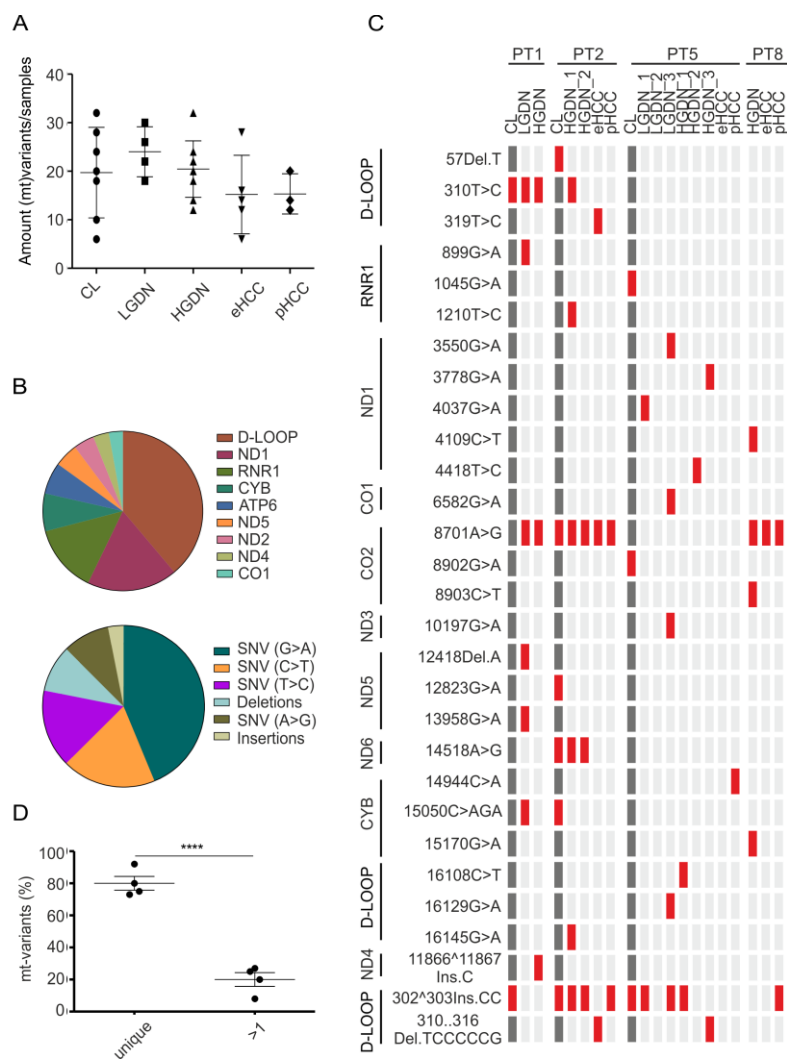 A
Amount (mt)variants/samples
40
30
20
10
0
CL
LGDN
HGDN
eHCC
pHCC
B
D-LOOP
ND1
RNR1
CYB
ATP6
ND5
ND2
ND4
CO1
SNV (G>A)
SNV (C>T)
SNV (T>C)
Deletions
SNV (A>G)
Insertions
D
mt-variants (%)
100
80
60
40
20
0
****
unique
>1
C
PT1 PT2 PT5 PT8
CL LGDN HGDN CL HGDN_1 HGDN_2 eHCC pHCC CL LGDN_1 LGDN_2 LGDN_3 HGDN_1 HGDN_2 HGDN_3 eHCC pHCC HGDN eHCC pHCC
D-LOOP
57Del.T
310T>C
319T>C
RNR1
899G>A
1045G>A
1210T>C
ND1
3550G>A
3778G>A
4037G>A
4109C>T
4418T>C
CO1
6582G>A
CO2
8701A>G
8902G>A
8903C>T
ND3
10197G>A
ND5
12418Del.A
12823G>A
13958G>A
ND6
14518A>G
CYB
14944C>A
15050C>AGA
15170G>A
D-LOOP
16108C>T
16129G>A
16145G>A
ND4
11866^11867
Ins.C
D-LOOP
302^303Ins.CC
310..316
Del.TCCCCCG